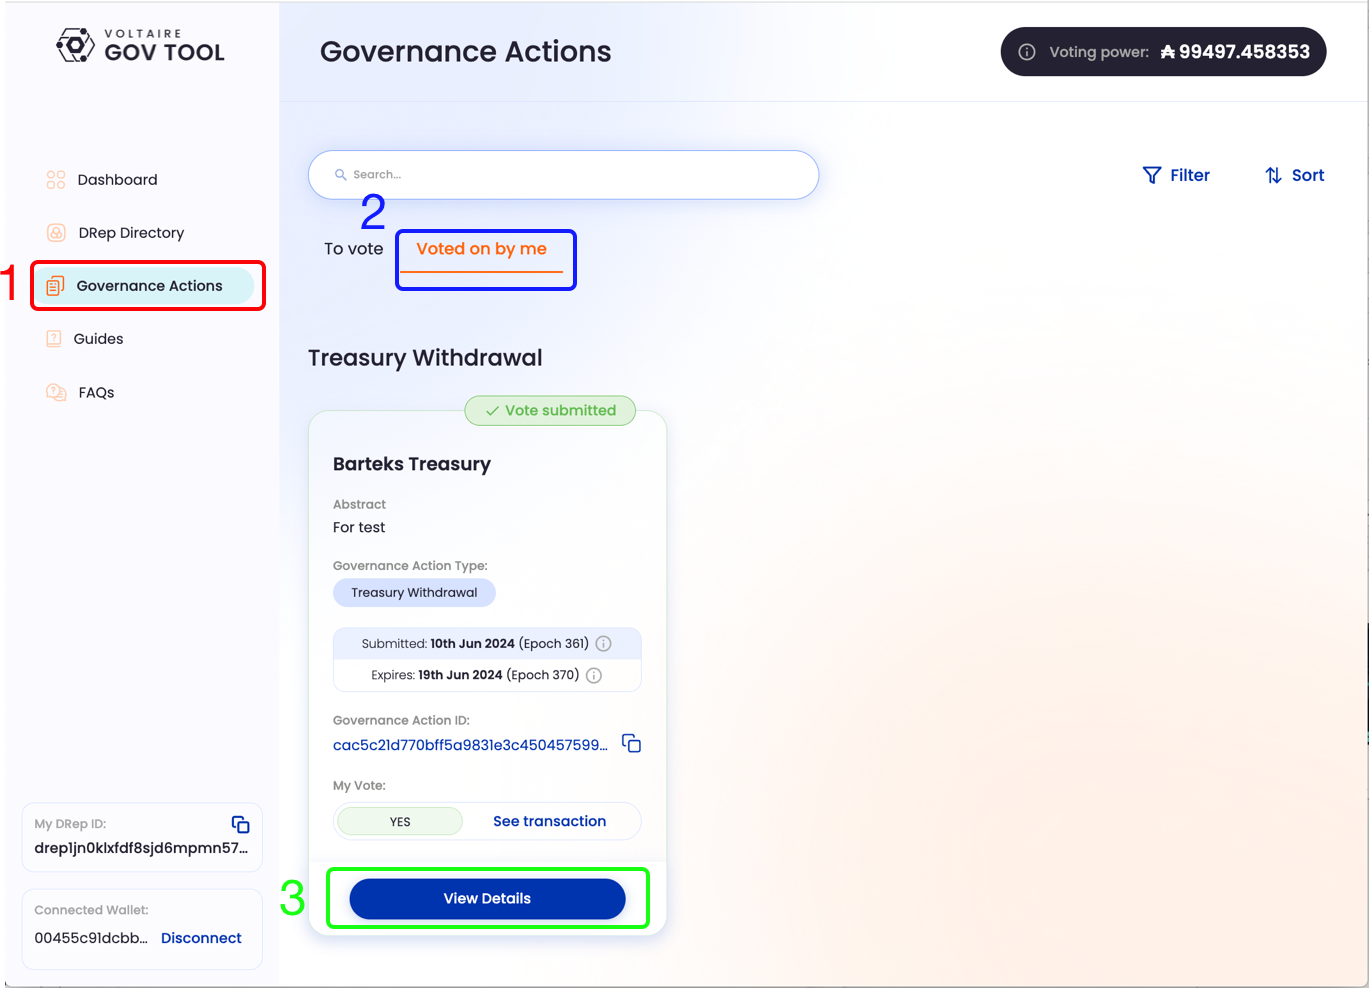 VOLTAIRE
GOV TOOL
Governance Actions
Voting power: ₳ 99497.458353
Dashboard
DRep Directory
1
Governance Actions
Guides
FAQs
Search...
Filter
Sort
2
To vote
Voted on by me
Treasury Withdrawal
Vote submitted
Barteks Treasury
Abstract
For test
Governance Action Type:
Treasury Withdrawal
Submitted: 10th Jun 2024 (Epoch 361)
Expires: 19th Jun 2024 (Epoch 370)
Governance Action ID:
cac5c21d770bff5a9831e3c450457599...
My Vote:
YES
See transaction
3
View Details
My DRep ID:
drep1jn0klxfdf8sjd6mpmn57...
Connected Wallet:
00455c91dcbb...
Disconnect